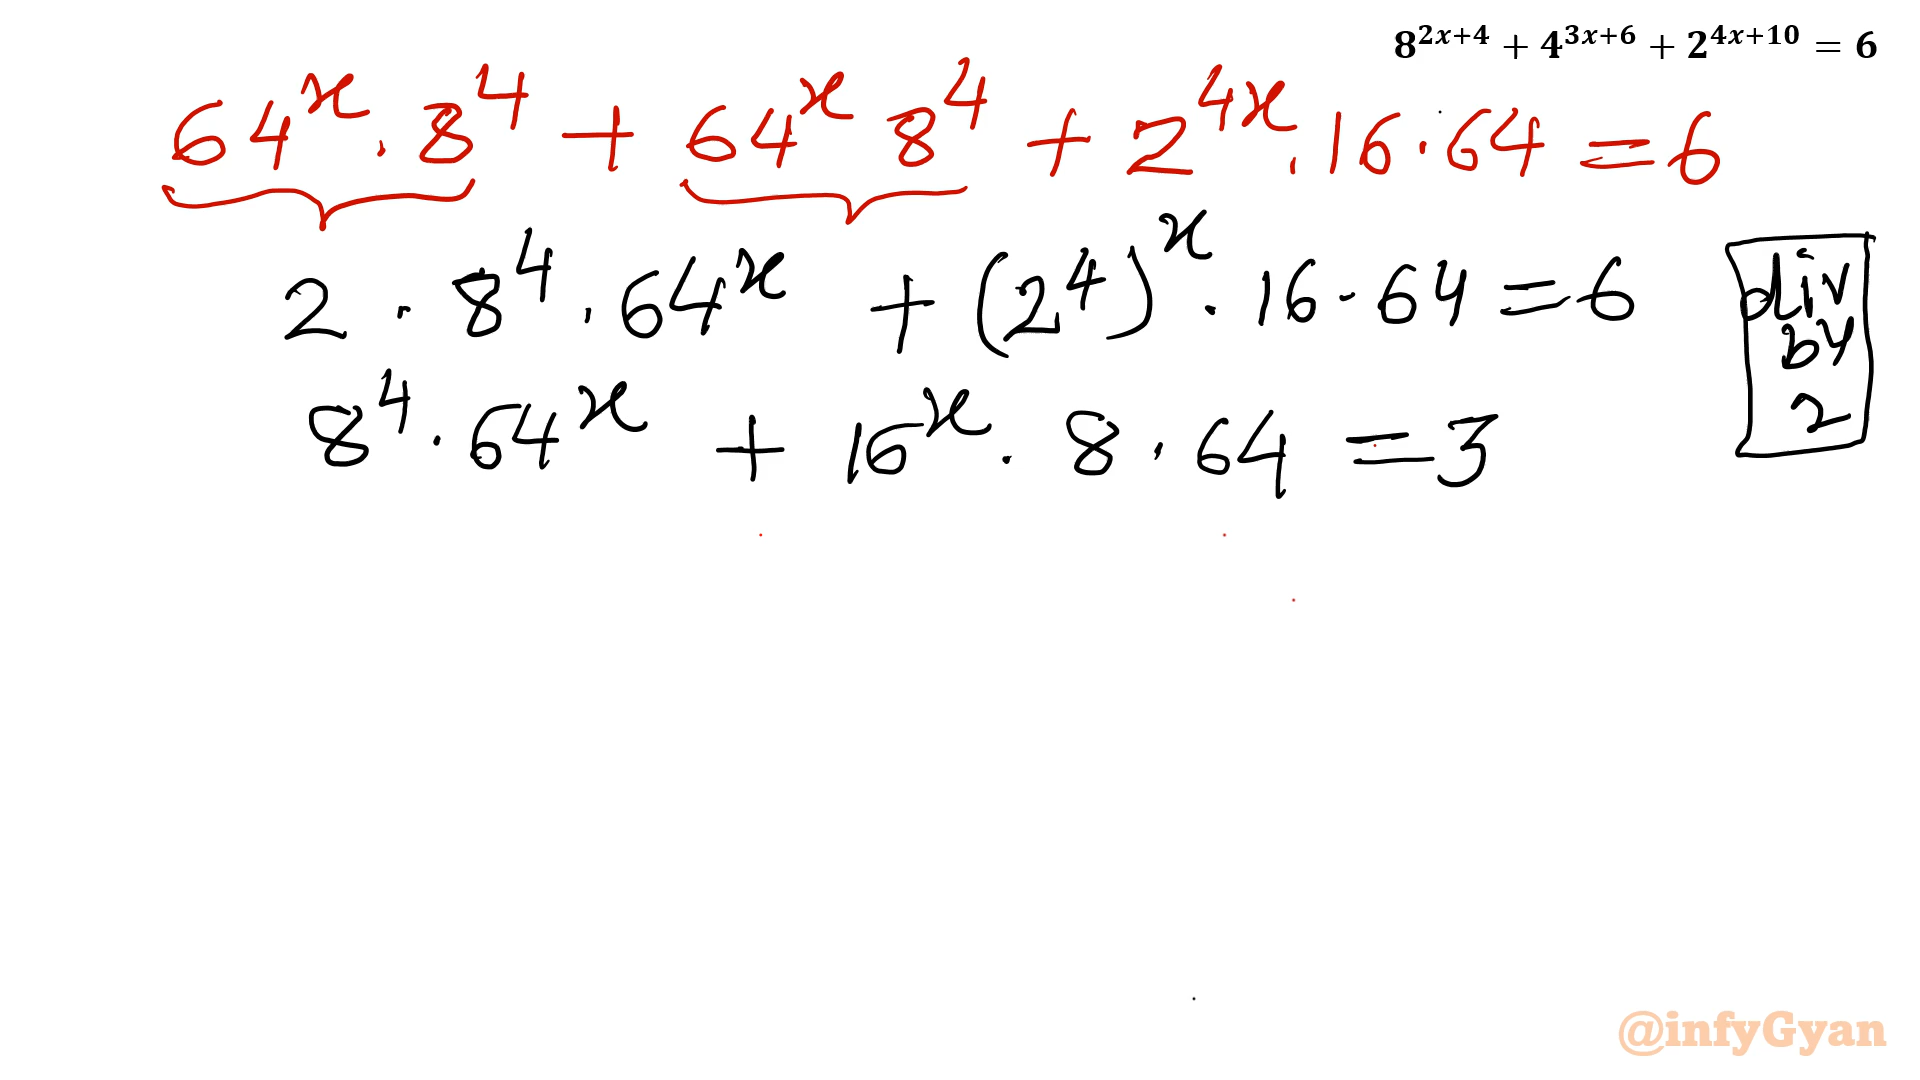 8^{2x+4} + 4^{3x+6} + 2^{4x+10} = 6
64^x . 8^4 + 64^x 8^4 + 2^{4x} . 16 . 64 = 6
2 . 8^4 . 64^x + (2^4)^x . 16 . 64 = 6
div
by
2
8^4 . 64^x + 16^x . 8 . 64 = 3
@infyGyan